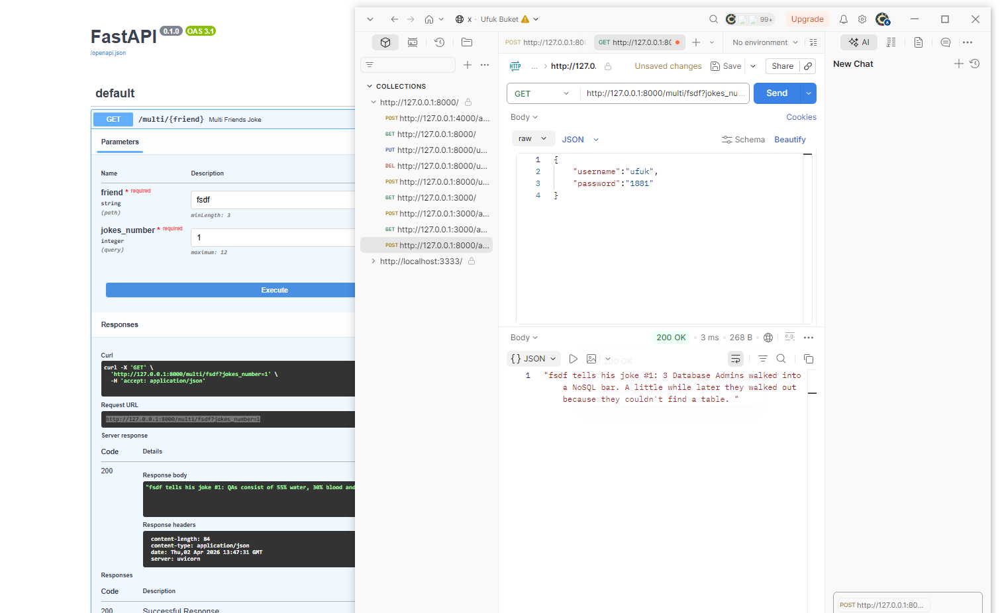 FastAPI 0.1.0 OAS 3.1
/openapi.json
default
GET /multi/{friend} Multi Friends Joke
Parameters
Name Description
friend * required
string
(path)
fsdf
minLength: 3
jokes_number * required
integer
(query)
1
maximum: 12
Execute
Responses
Curl
curl -X 'GET' \
'http://127.0.0.1:8000/multi/fsdf?jokes_number=1' \
-H 'accept: application/json'
Request URL
http://127.0.0.1:8000/multi/fsdf?jokes_number=1
Server response
Code Details
200
Response body
"fsdf tells his joke #1: QAs consist of 55% water, 30% blood and
Response headers
content-length: 84
content-type: application/json
date: Thu,02 Apr 2026 13:47:31 GMT
server: uvicorn
Responses
Code Description
200 Successful Response
x · Ufuk Buket
99+
Upgrade
COLLECTIONS
http://127.0.0.1:8000/
POST http://127.0.0.1:4000/a...
GET http://127.0.0.1:8000/
PUT http://127.0.0.1:8000/u...
DEL http://127.0.0.1:8000/u...
POST http://127.0.0.1:8000/u...
GET http://127.0.0.1:3000/
POST http://127.0.0.1:3000/a...
GET http://127.0.0.1:3000/a...
POST http://127.0.0.1:8000/a...
http://localhost:3333/
POST http://127.0.0.1:80
GET http://127.0.0.1:80
No environment
HTTP ... > http://127.0.
Unsaved changes
Save
Share
GET http://127.0.0.1:8000/multi/fsdf?jokes_nu...
Send
Body
Cookies
raw
JSON
Schema
Beautify
1 {
2 "username":"ufuk",
3 "password":"1881"
4 }
Body
200 OK • 3 ms • 268 B
e.g.
{} JSON
200 OK
1 "fsdf tells his joke #1: 3 Database Admins walked into
a NoSQL bar. A little while later they walked out
because they couldn't find a table. "
AI
New Chat
POST http://127.0.0.1:80...